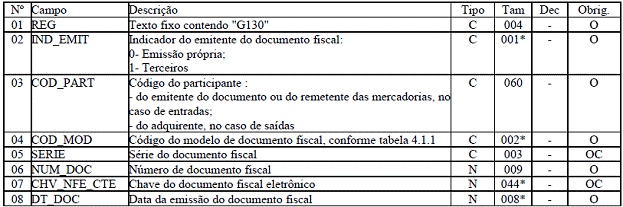 Nº Campo Descrição Tipo Tam Dec Obrig.
01 REG Texto fixo contendo "G130" C 004 - O
02 IND_EMIT Indicador do emitente do documento fiscal: C 001* - O
0- Emissão própria;
1- Terceiros
03 COD_PART Código do participante : C 060 - O
- do emitente do documento ou do remetente das mercadorias, no
caso de entradas;
- do adquirente, no caso de saídas
04 COD_MOD Código do modelo de documento fiscal, conforme tabela 4.1.1 C 002* - O
05 SERIE Série do documento fiscal C 003 - OC
06 NUM_DOC Número de documento fiscal N 009 - O
07 CHV_NFE_CTE Chave do documento fiscal eletrônico N 044* - OC
08 DT_DOC Data da emissão do documento fiscal N 008* - O